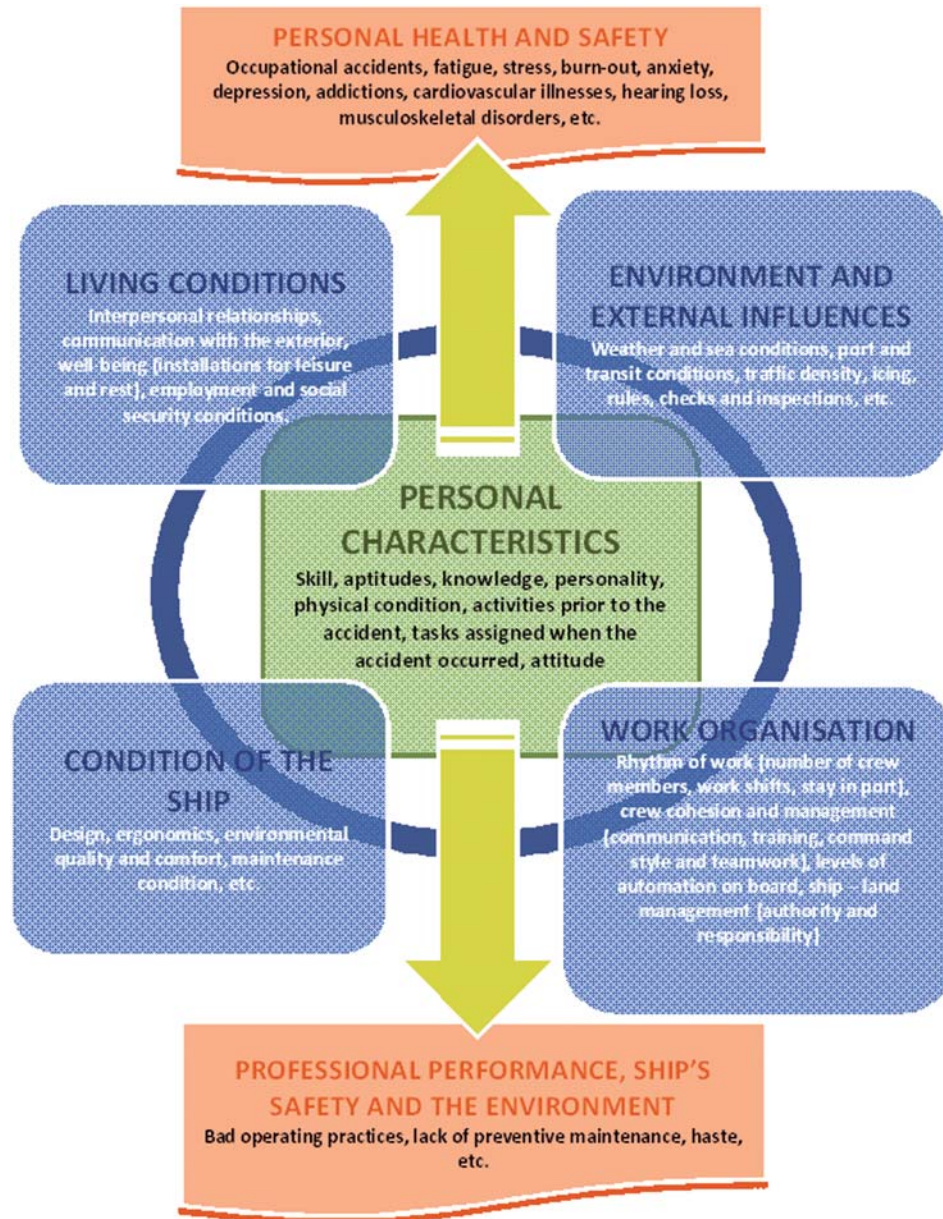 PERSONAL HEALTH AND SAFETY
Occupational accidents, fatigue, stress, burn-out, anxiety,
depression, addictions, cardiovascular illnesses, hearing loss,
musculoskeletal disorders, etc.
LIVING CONDITIONS
Interpersonal relationships,
communication with the exterior,
well-being (installations for leisure
and rest), employment and social
security conditions.
ENVIRONMENT AND
EXTERNAL INFLUENCES
Weather and sea conditions, port and
transit conditions, traffic density, icing,
rules, checks and inspections, etc.
PERSONAL
CHARACTERISTICS
Skill, aptitudes, knowledge, personality,
physical condition, activities prior to the
accident, tasks assigned when the
accident occurred, attitude
CONDITION OF THE
SHIP
Design, ergonomics, environmental
quality and comfort, maintenance
condition, etc.
WORK ORGANISATION
Rhythm of work (number of crew
members, work shifts, stay in port),
crew cohesion and management
(communication, training, command
style and teamwork), levels of
automation on board, ship – land
management (authority and
responsibility)
PROFESSIONAL PERFORMANCE, SHIP'S
SAFETY AND THE ENVIRONMENT
Bad operating practices, lack of preventive maintenance, haste,
etc.